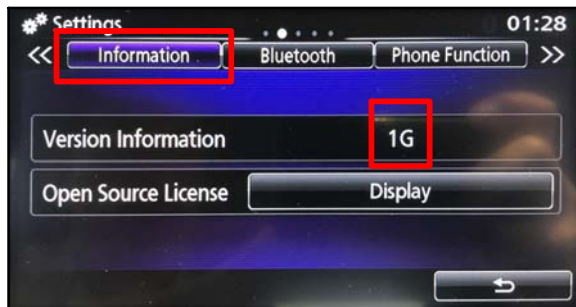 Settings 01:28
<< Information Bluetooth Phone Function >>
Version Information 1G
Open Source License Display